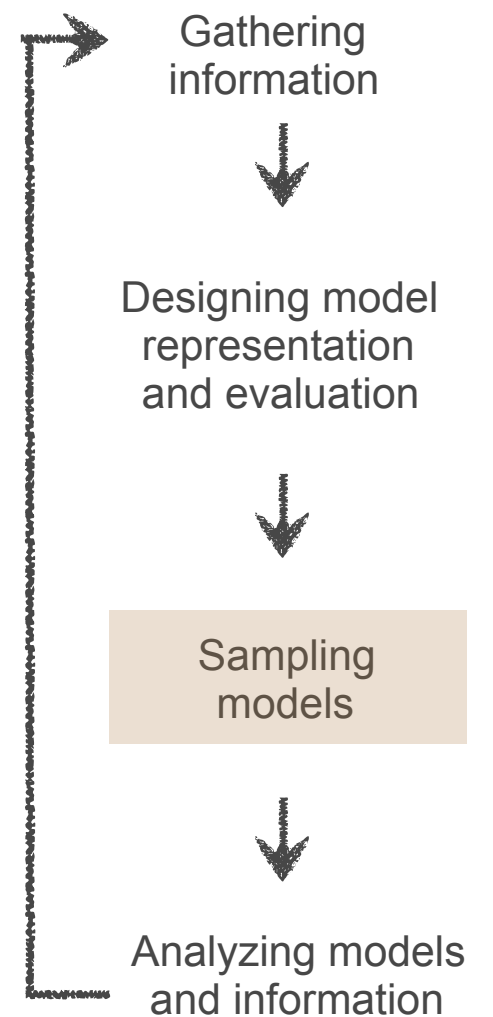 Gathering
information
Designing model
representation
and evaluation
Sampling
models
Analyzing models
and information